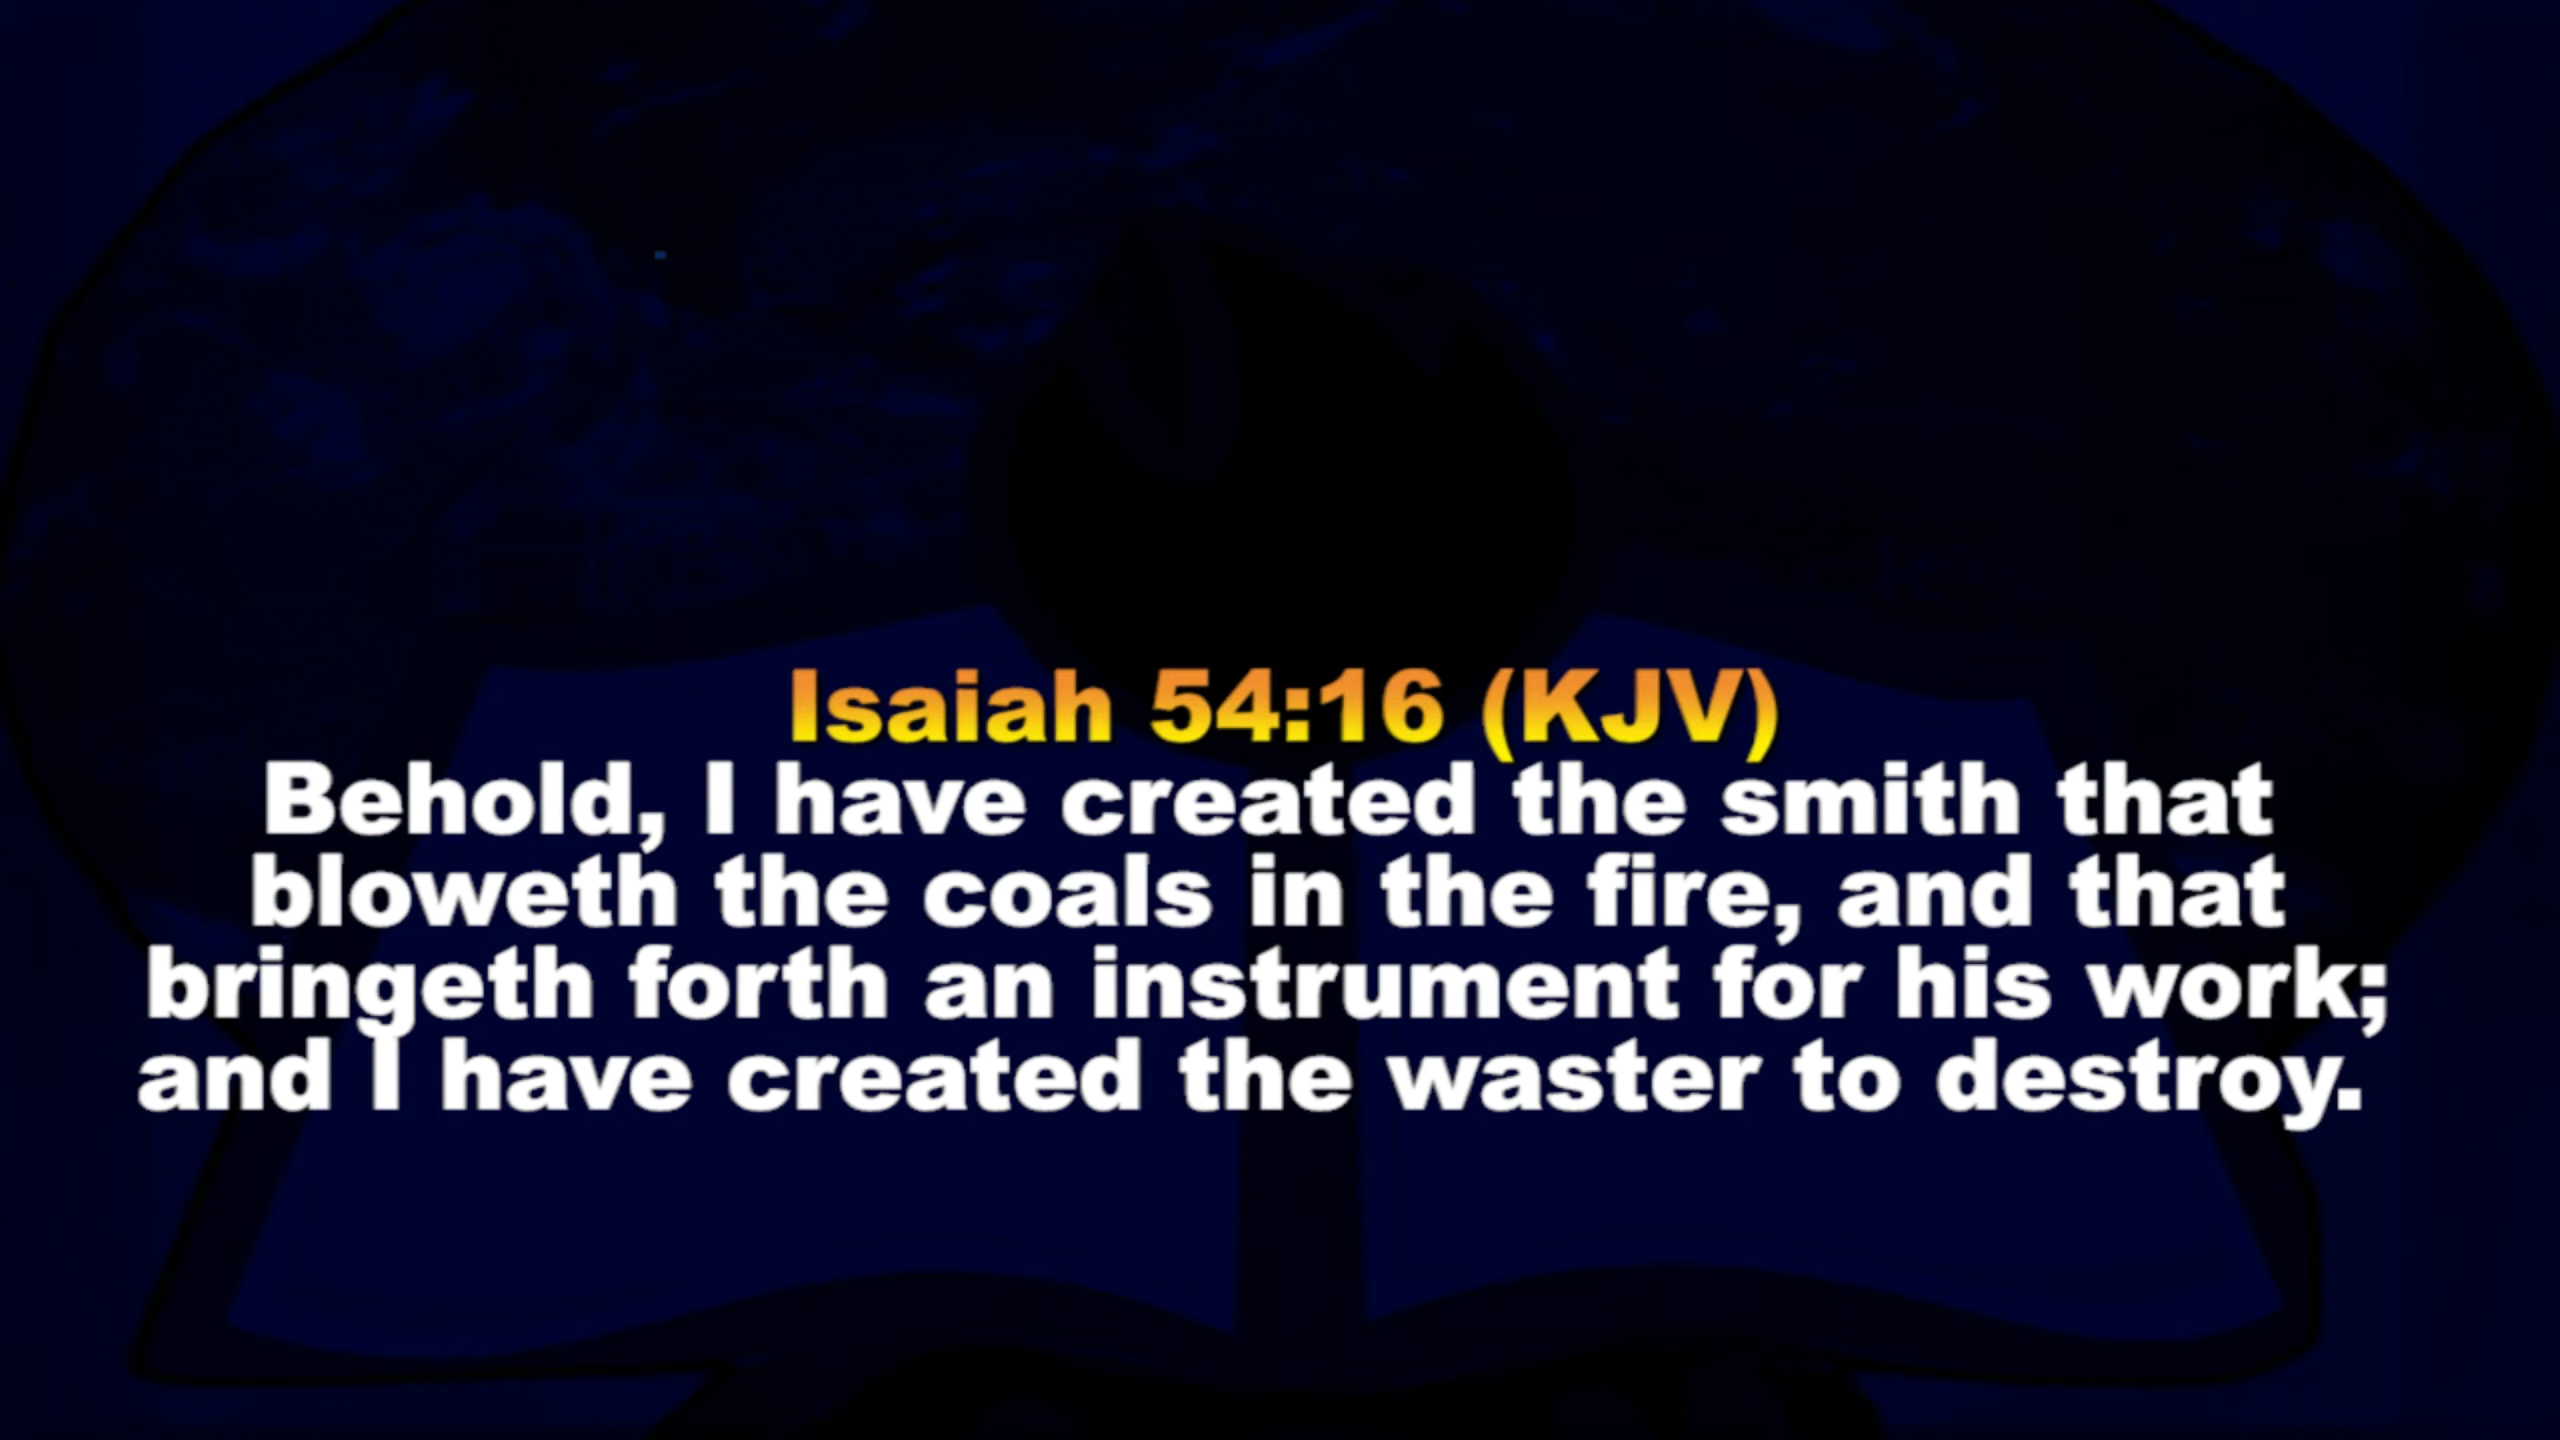 Isaiah 54:16 (KJV)
Behold, I have created the smith that
bloweth the coals in the fire, and that
bringeth forth an instrument for his work;
and I have created the waster to destroy.